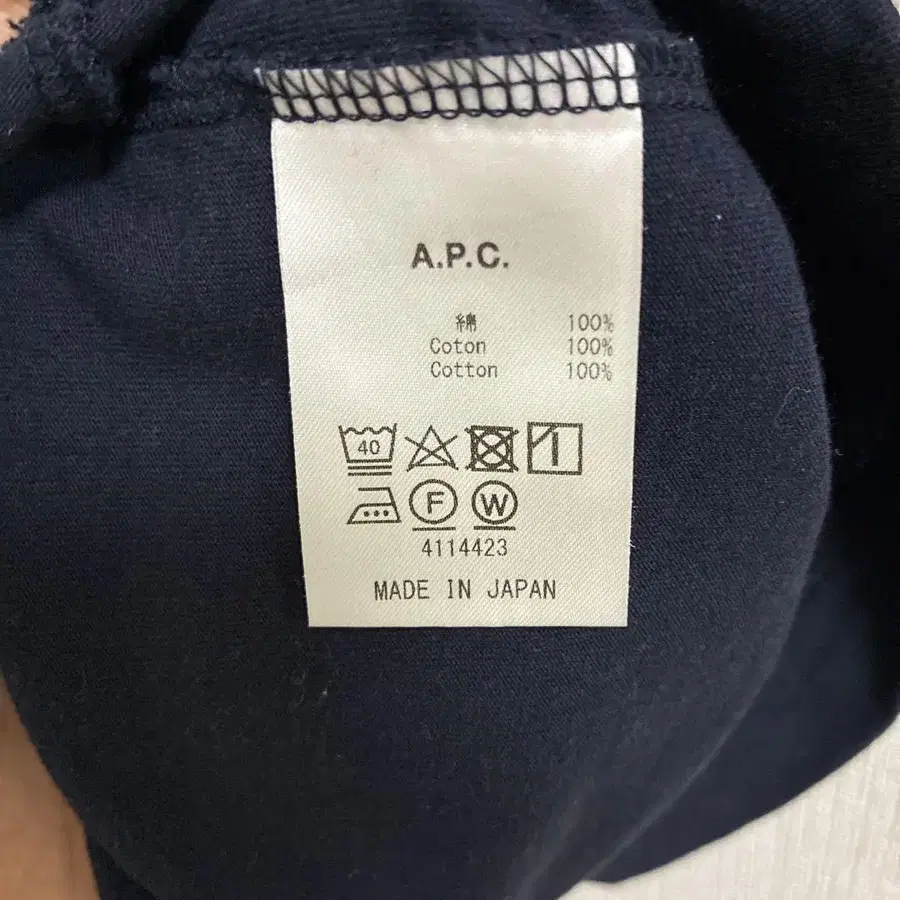 A.P.C.
綿 100%
Coton 100%
Cotton 100%
40
F W
4114423
MADE IN JAPAN